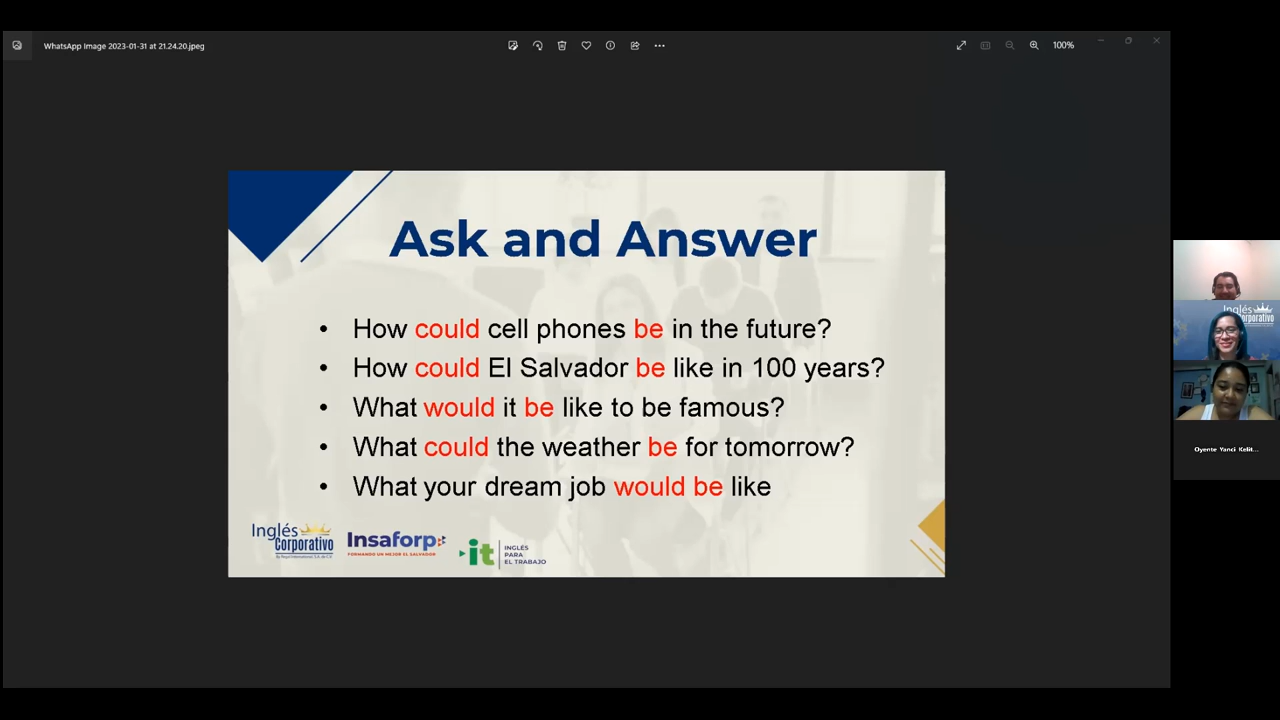 WhatsApp Image 2023-01-31 at 21.24.20.jpeg
100%
Ask and Answer
• How could cell phones be in the future?
• How could El Salvador be like in 100 years?
• What would it be like to be famous?
• What could the weather be for tomorrow?
• What your dream job would be like
Inglés
Corporativo
Insaforp
FORMANDO UN MEJOR EL SALVADOR
it
INGLÉS
PARA
EL TRABAJO
Inglés
Corporativo
Oyente Yanci Kelit...